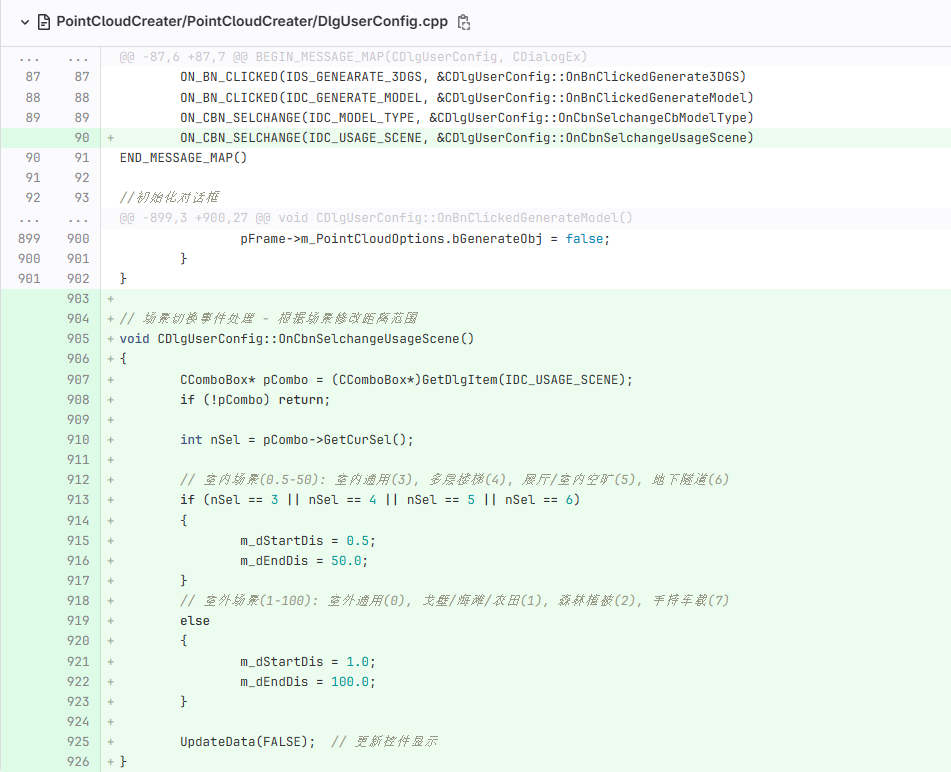 PointCloudCreater/PointCloudCreater/DlgUserConfig.cpp
... ... @@ -87,6 +87,7 @@ BEGIN_MESSAGE_MAP(CDlgUserConfig, CDialogEx)
87 87 ON_BN_CLICKED(IDS_GENEARATE_3DGS, &CDlgUserConfig::OnBnClickedGenerate3DGS)
88 88 ON_BN_CLICKED(IDC_GENERATE_MODEL, &CDlgUserConfig::OnBnClickedGenerateModel)
89 89 ON_CBN_SELCHANGE(IDC_MODEL_TYPE, &CDlgUserConfig::OnCbnSelchangeCbModelType)
90 + ON_CBN_SELCHANGE(IDC_USAGE_SCENE, &CDlgUserConfig::OnCbnSelchangeUsageScene)
90 91 END_MESSAGE_MAP()
91 92
92 93 //初始化对话框
... ... @@ -899,3 +900,27 @@ void CDlgUserConfig::OnBnClickedGenerateModel()
899 900 pFrame->m_PointCloudOptions.bGenerateObj = false;
900 901 }
901 902 }
903 +
904 + // 场景切换事件处理 - 根据场景修改距离范围
905 + void CDlgUserConfig::OnCbnSelchangeUsageScene()
906 + {
907 + CComboBox* pCombo = (CComboBox*)GetDlgItem(IDC_USAGE_SCENE);
908 + if (!pCombo) return;
909 +
910 + int nSel = pCombo->GetCurSel();
911 +
912 + // 室内场景(0.5-50): 室内通用(3), 多层楼梯(4), 展厅/室内空旷(5), 地下隧道(6)
913 + if (nSel == 3 || nSel == 4 || nSel == 5 || nSel == 6)
914 + {
915 + m_dStartDis = 0.5;
916 + m_dEndDis = 50.0;
917 + }
918 + // 室外场景(1-100): 室外通用(0), 戈壁/海滩/农田(1), 森林植被(2), 手持车载(7)
919 + else
920 + {
921 + m_dStartDis = 1.0;
922 + m_dEndDis = 100.0;
923 + }
924 +
925 + UpdateData(FALSE); // 更新控件显示
926 + }